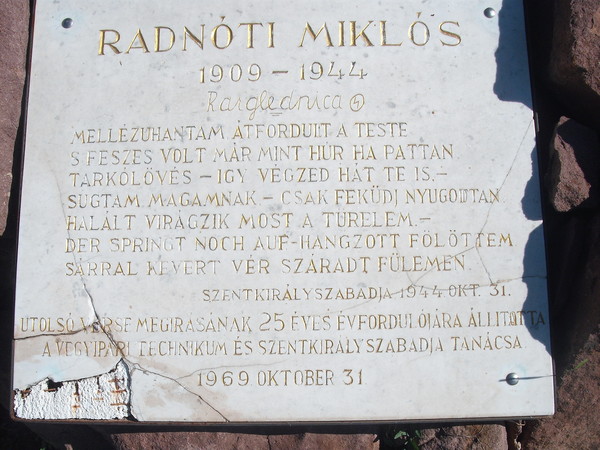 RADNÓTI MIKLÓS
1909 – 1944
Razglednica 4
MELLÉZUHANTAM ÁTFORDULT A TESTE
S FESZES VOLT MÁR MINT HÚR HA PATTAN.
TARKÓLÖVÉS – IGY VÉGZED HÁT TE IS. –
SUGTAM MAGAMNAK – CSAK FEKÜDJ NYUGODTAN.
HALÁLT VIRÁGZIK MOST A TÜRELEM. –
DER SPRINGT NOCH AUF-HANGZOTT FÖLÖTTEM
SÁRRAL KEVERT VÉR SZÁRADT FÜLEMEN.
SZENTKIRÁLYSZABADJA 1944. OKT. 31.
UTOLSÓ VERSE MEGIRÁSÁNAK 25 ÉVES ÉVFORDULÓJÁRA ÁLLITOTTA
A VEGYIPARI TECHNIKUM ÉS SZENTKIRÁLYSZABADJA TANÁCSA
1969 OKTOBER 31.